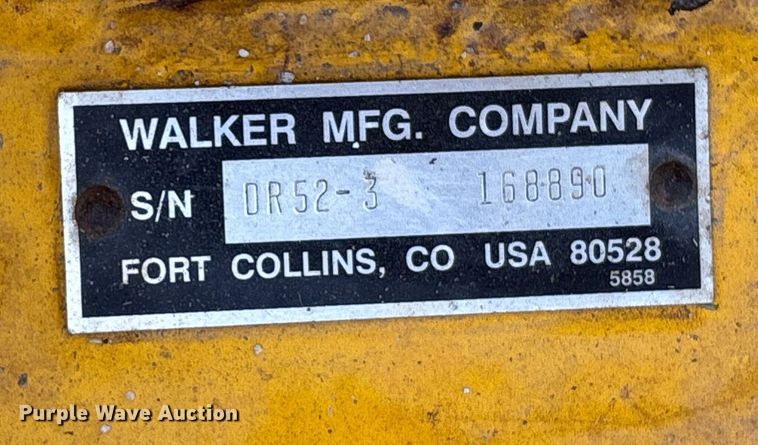 WALKER MFG. COMPANY
S/N DR52-3 168890
FORT COLLINS, CO USA 80528
5858
Purple Wave Auction